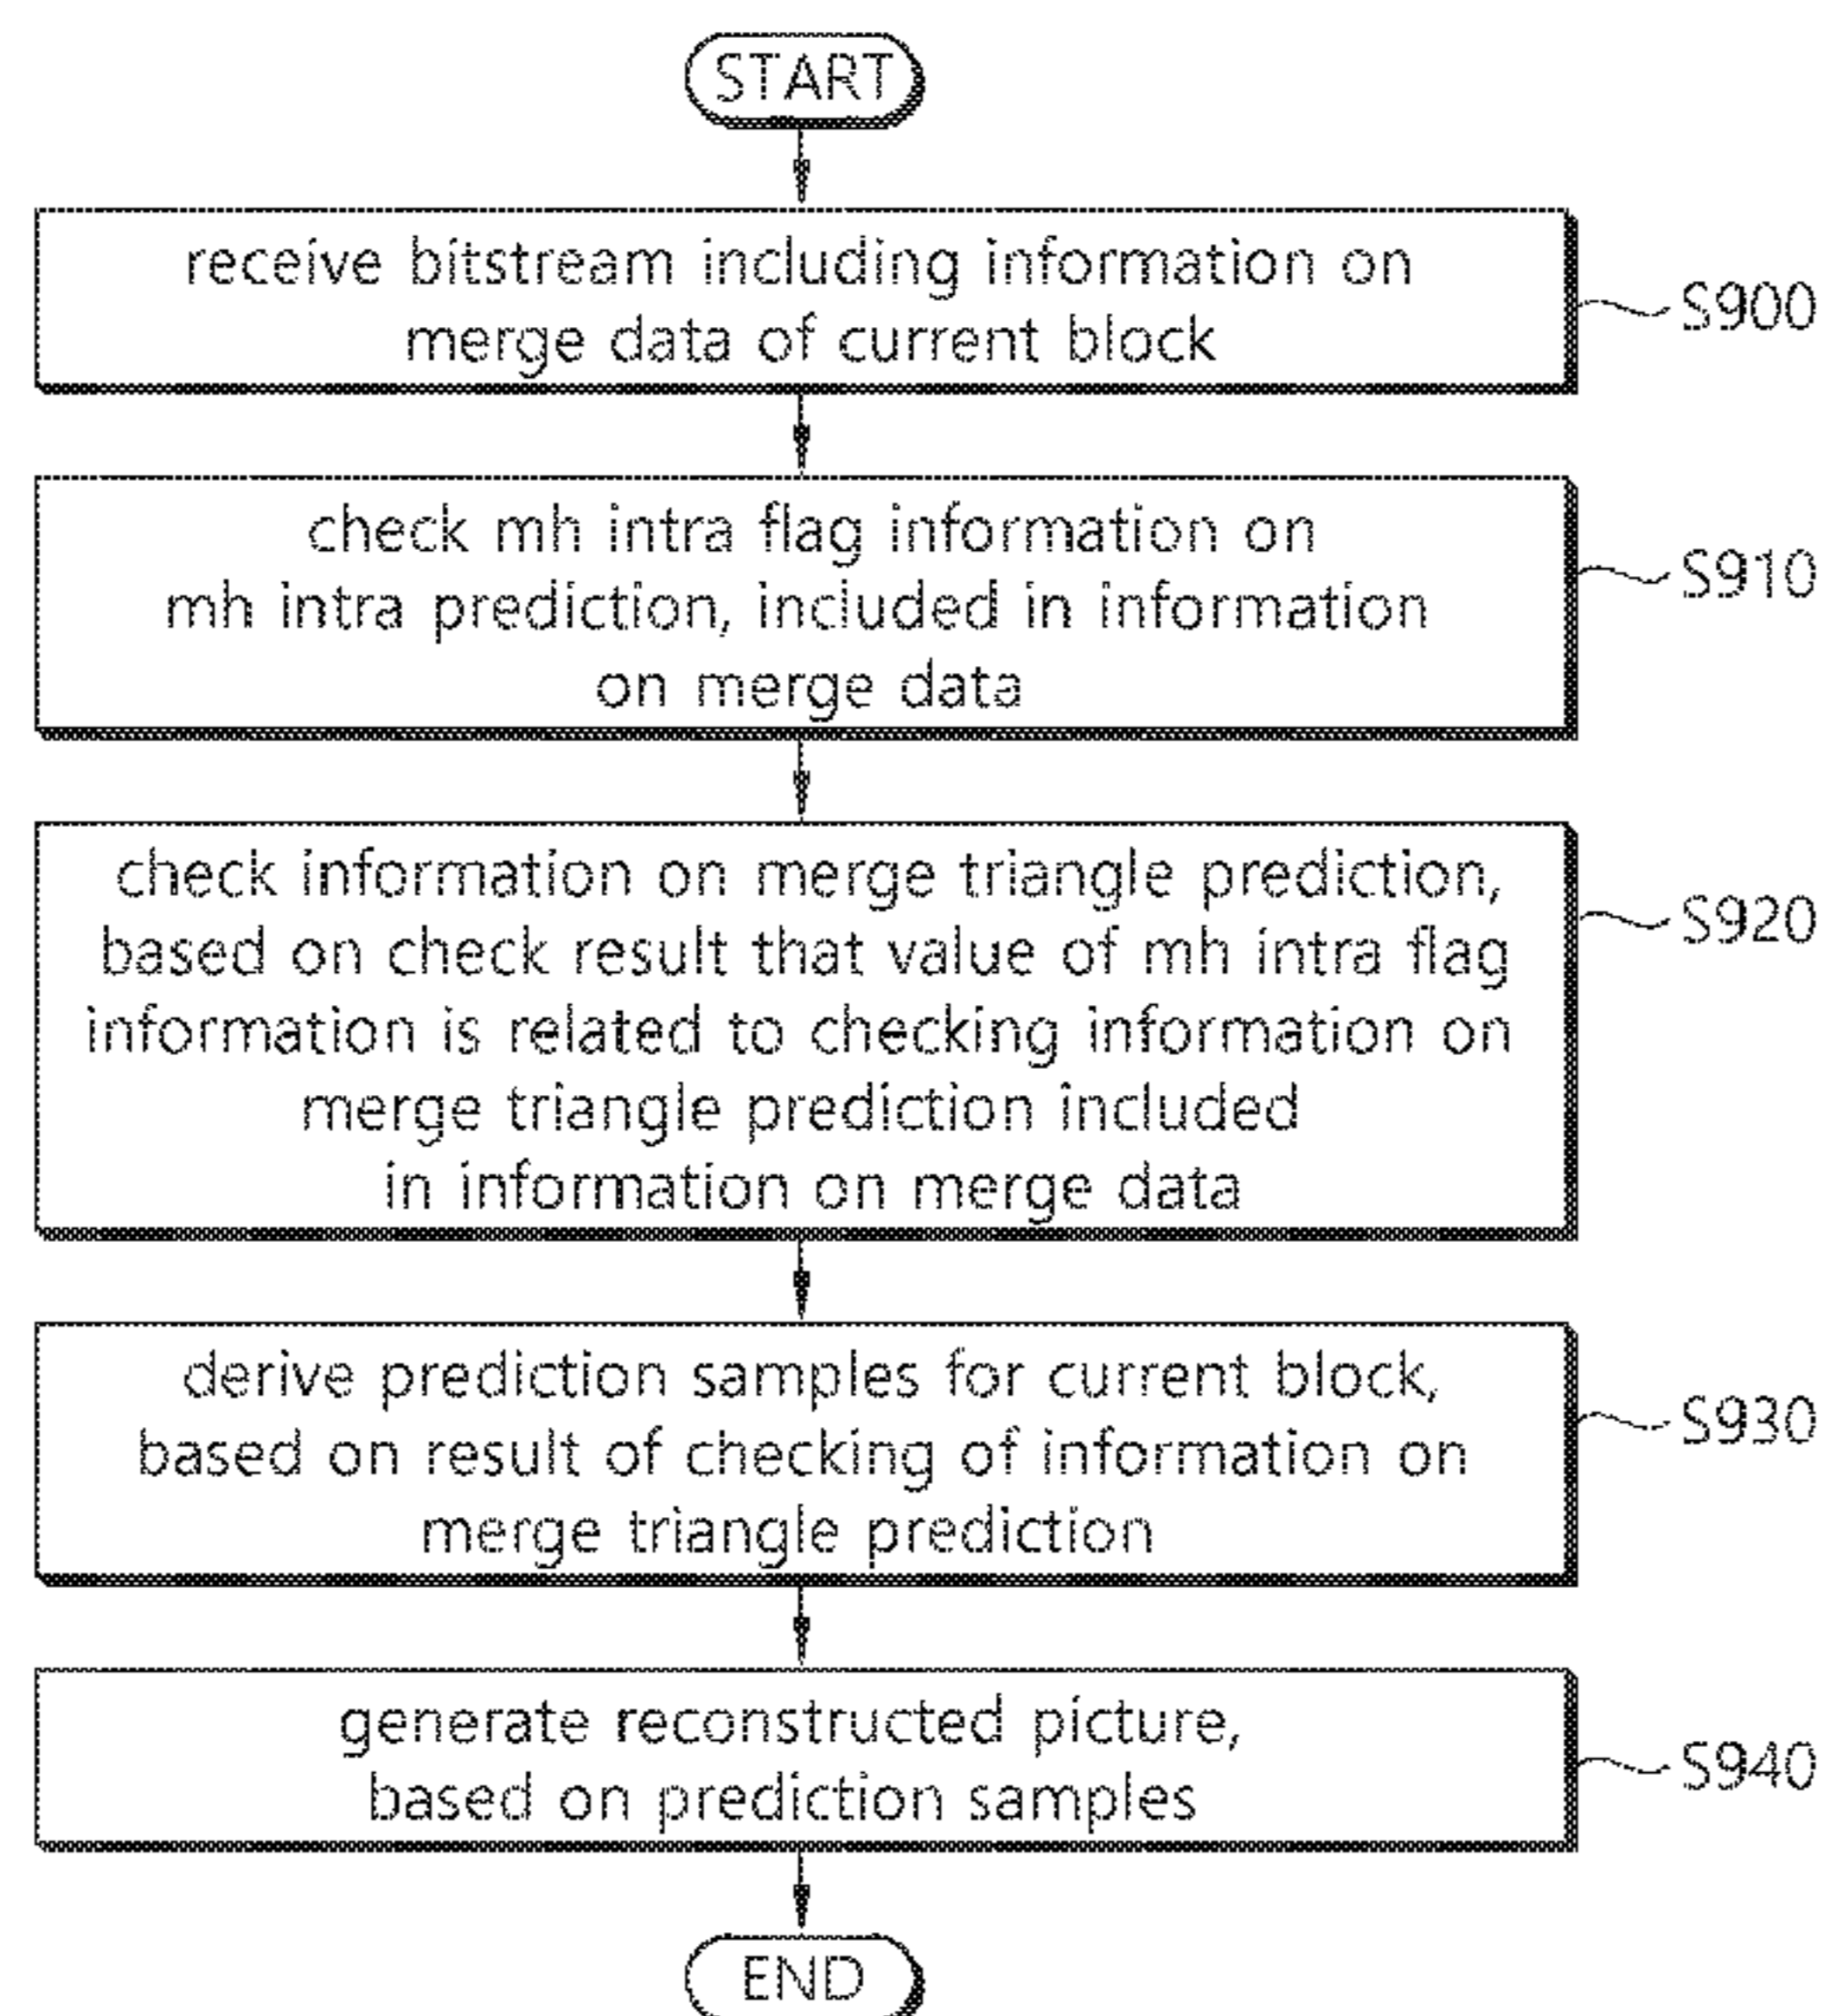 START
receive bitstream including information on
merge data of current block
S900
check mh intra flag information on
mh intra prediction, included in information
on merge data
S910
check information on merge triangle prediction,
based on check result that value of mh intra flag
information is related to checking information on
merge triangle prediction included
in information on merge data
S920
derive prediction samples for current block,
based on result of checking of information on
merge triangle prediction
S930
generate reconstructed picture,
based on prediction samples
S940
END